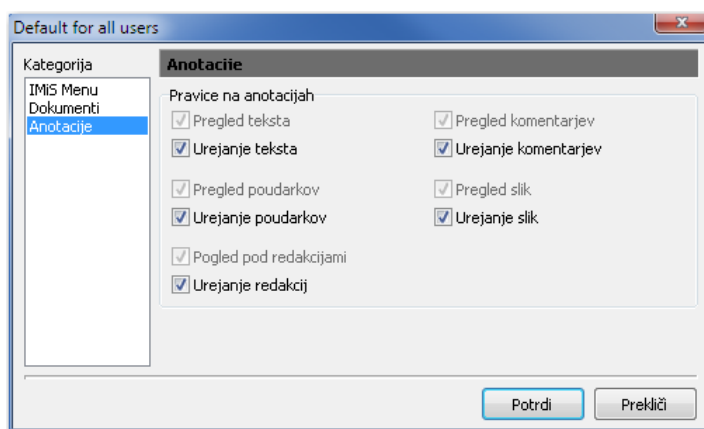 Default for all users
Kategorija
IMiS Menu
Dokumenti
Anotacije
Anotacije
Pravice na anotacijah
Pregled teksta
Pregled komentarjev
Urejanje teksta
Urejanje komentarjev
Pregled poudarkov
Pregled slik
Urejanje poudarkov
Urejanje slik
Pogled pod redakcijami
Urejanje redakcij
Potrdi
Prekliči